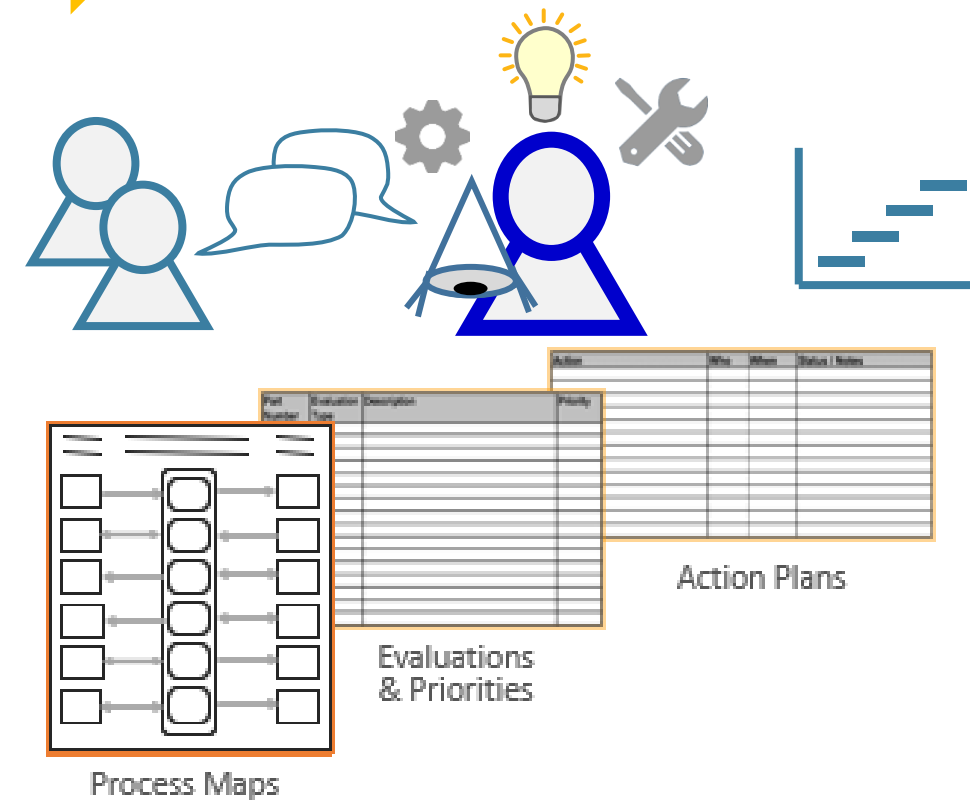 Action Who When Status / Notes
Part Number Evaluation Type Description Priority
Action Plans
Evaluations
& Priorities
Process Maps